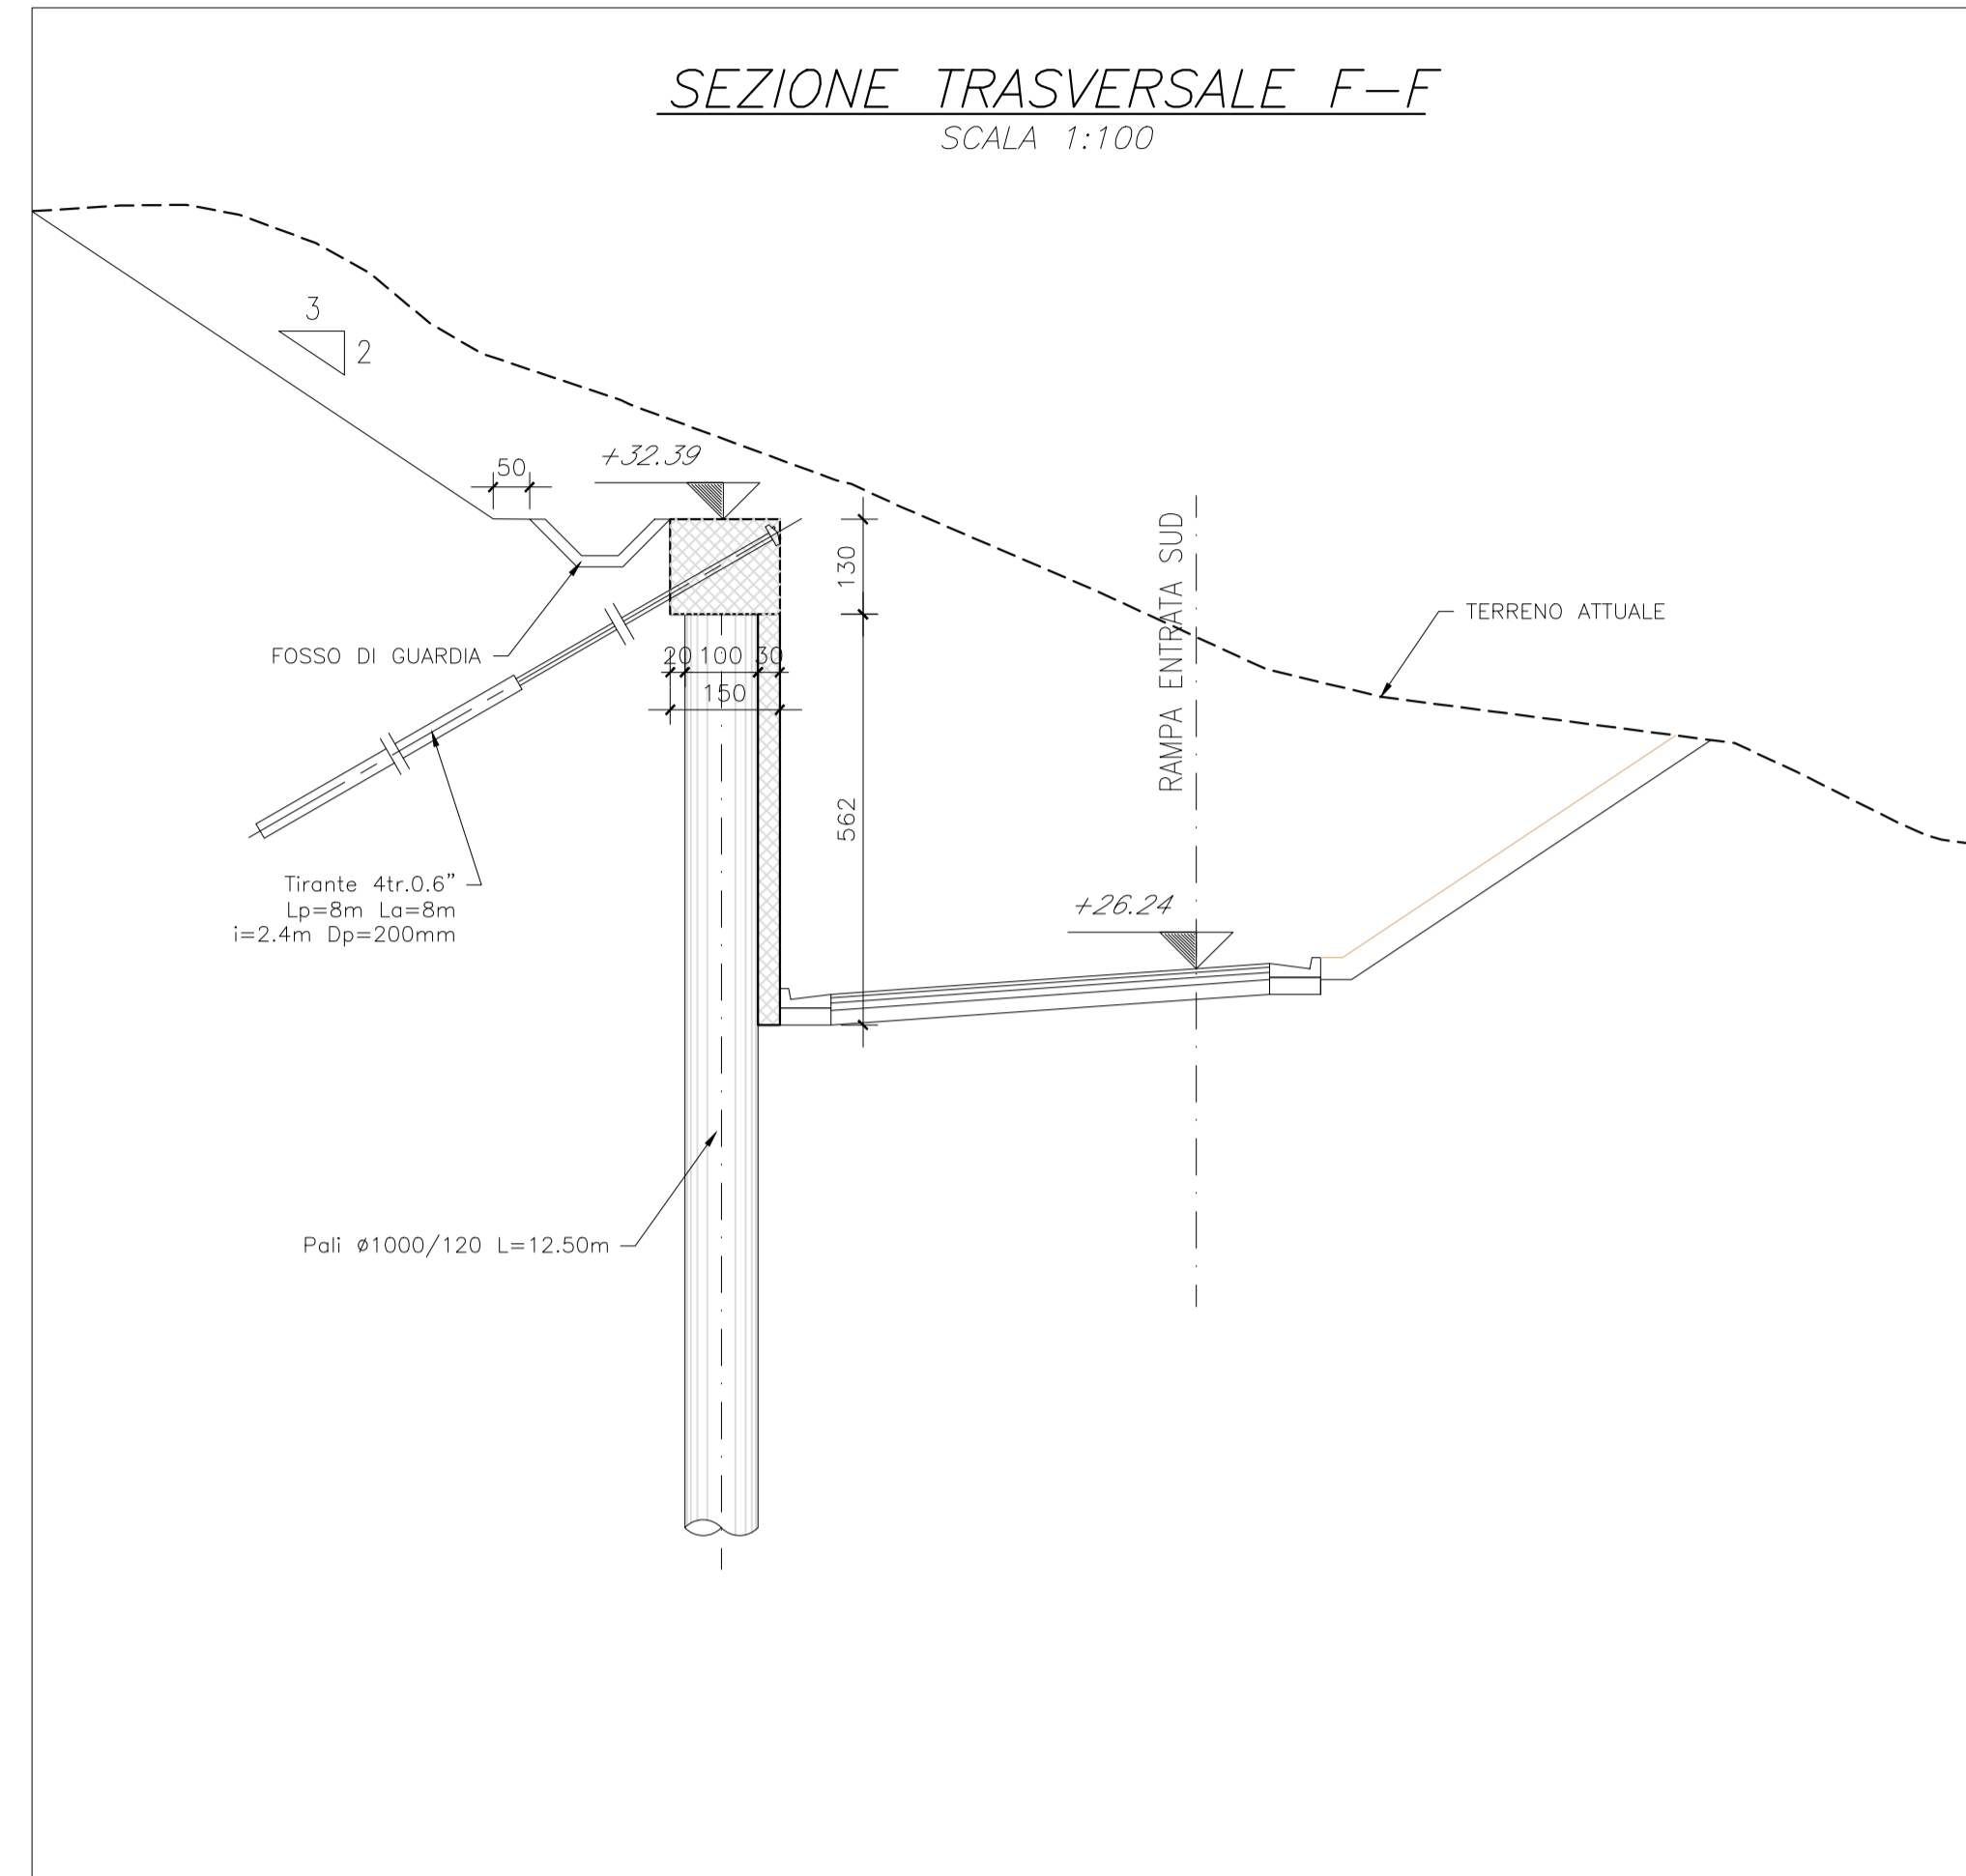 SEZIONE TRASVERSALE F-F
SCALA 1:100
3
2
50
+32.39
130
RAMPA ENTRATA SUD
TERRENO ATTUALE
FOSSO DI GUARDIA
20 100 30
150
562
Tirante 4tr.0.6"
Lp=8m La=8m
i=2.4m Dp=200mm
+26.24
Pali ø1000/120 L=12.50m